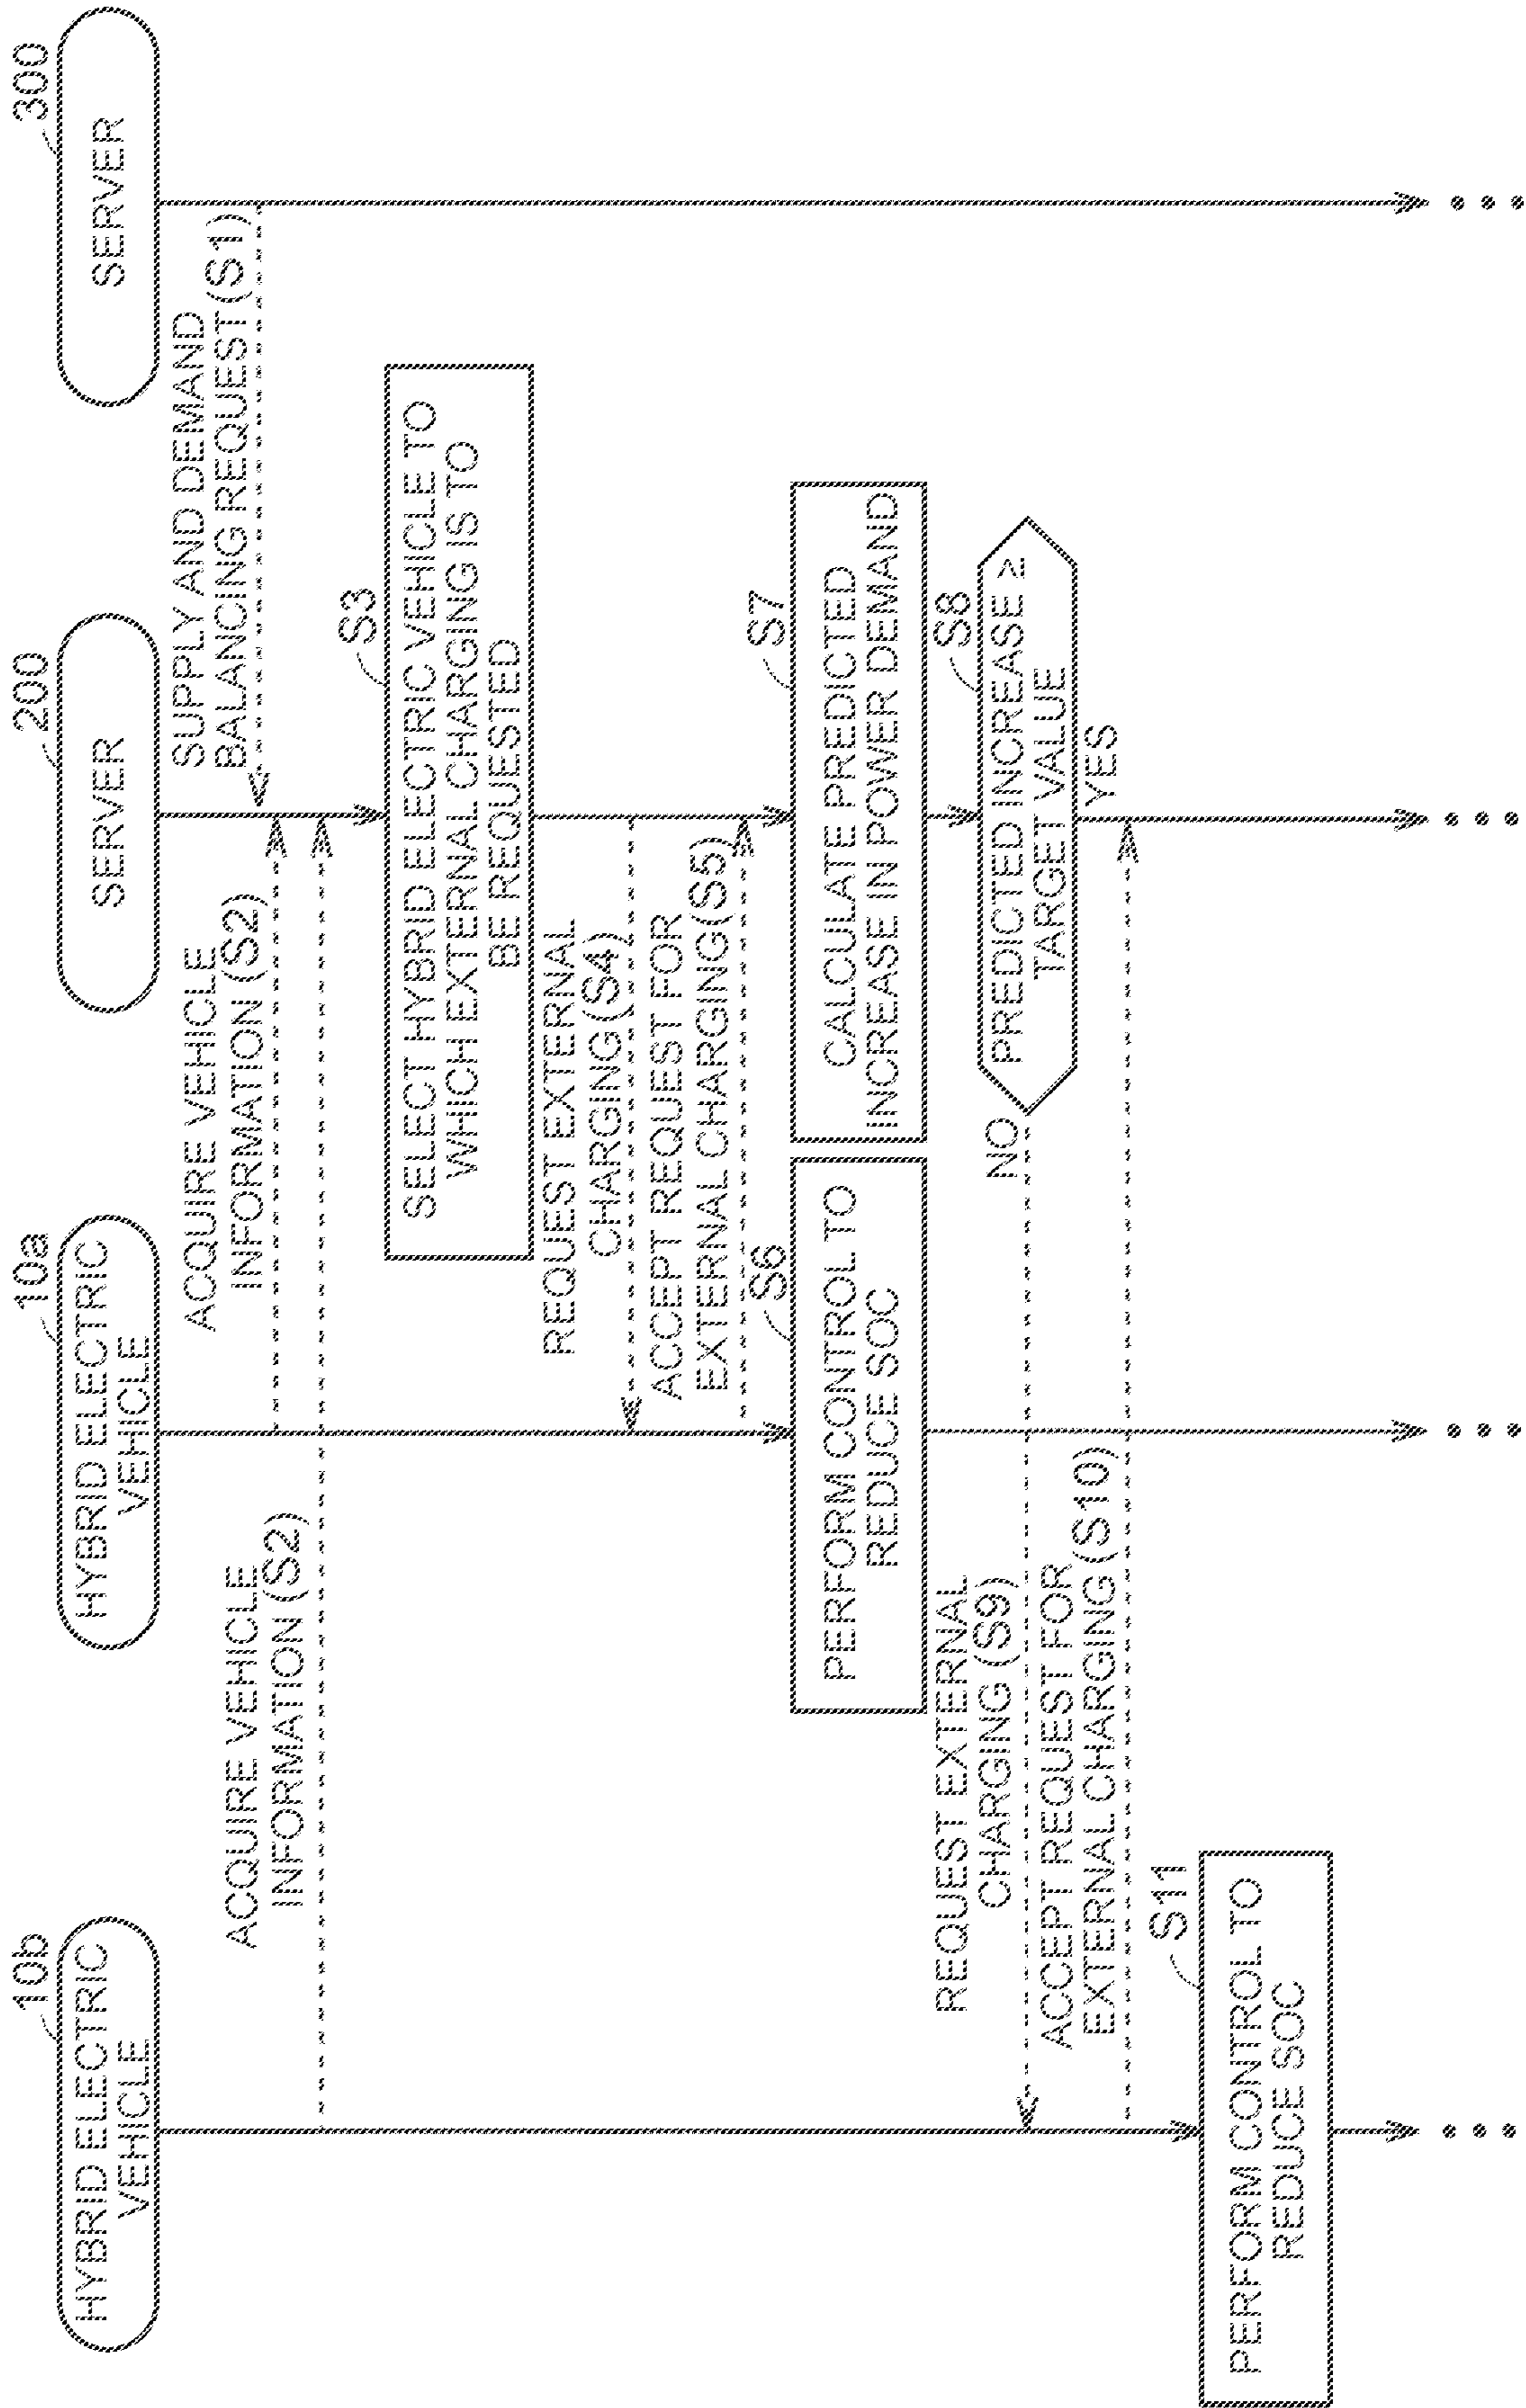 10b
HYBRID ELECTRIC
VEHICLE
10a
HYBRID ELECTRIC
VEHICLE
200
SERVER
300
SERVER
SUPPLY AND DEMAND
BALANCING REQUEST(S1)
ACQUIRE VEHICLE
INFORMATION(S2)
ACQUIRE VEHICLE
INFORMATION (S2)
S3
SELECT HYBRID ELECTRIC VEHICLE TO
WHICH EXTERNAL CHARGING IS TO
BE REQUESTED
REQUEST EXTERNAL
CHARGING(S4)
ACCEPT REQUEST FOR
EXTERNAL CHARGING(S5)
S6
PERFORM CONTROL TO
REDUCE SOC
S7
CALCULATE PREDICTED
INCREASE IN POWER DEMAND
S8
PREDICTED INCREASE ≥
TARGET VALUE
NO
YES
REQUEST EXTERNAL
CHARGING (S9)
ACCEPT REQUEST FOR
EXTERNAL CHARGING(S10)
S11
PERFORM CONTROL TO
REDUCE SOC